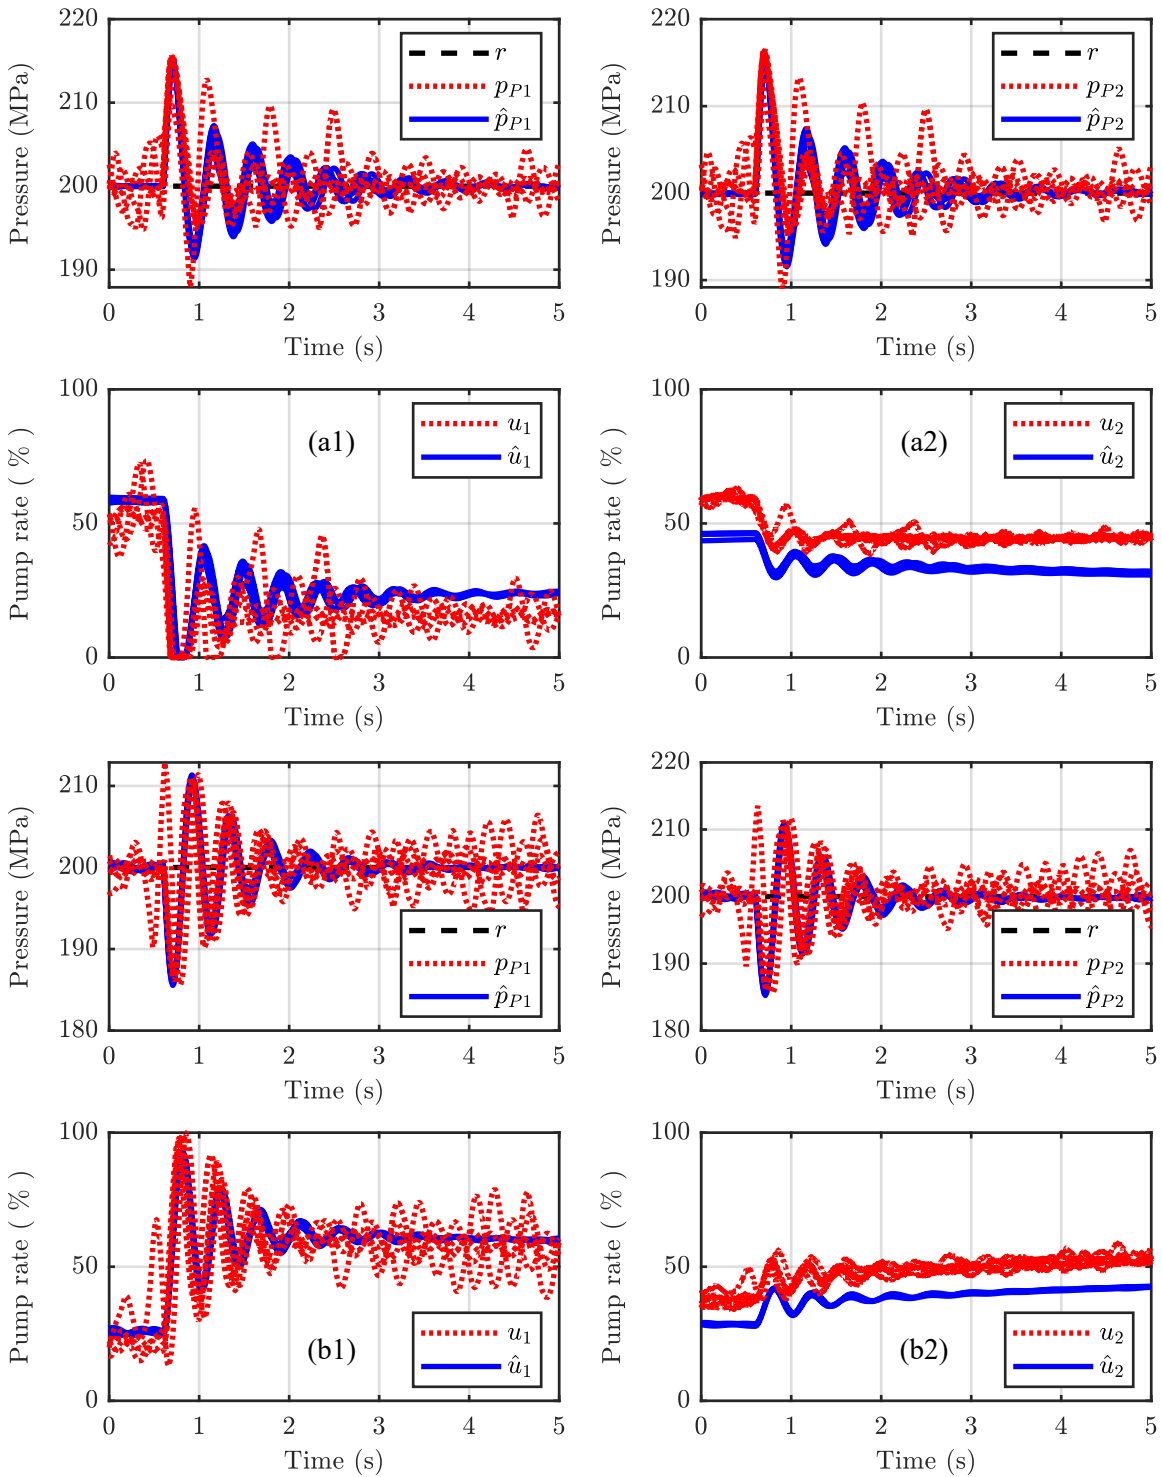 220
210
200
190
0 1 2 3 4 5
Time (s)
Pressure (MPa)
r
p_{P1}
p̂_{P1}
220
210
200
190
0 1 2 3 4 5
Time (s)
Pressure (MPa)
r
p_{P2}
p̂_{P2}
100
50
0
0 1 2 3 4 5
Time (s)
Pump rate ( % )
(a1)
u_1
û_1
100
50
0
0 1 2 3 4 5
Time (s)
Pump rate ( % )
(a2)
u_2
û_2
210
200
190
180
0 1 2 3 4 5
Time (s)
Pressure (MPa)
r
p_{P1}
p̂_{P1}
220
210
200
190
180
0 1 2 3 4 5
Time (s)
Pressure (MPa)
r
p_{P2}
p̂_{P2}
100
50
0
0 1 2 3 4 5
Time (s)
Pump rate ( % )
(b1)
u_1
û_1
100
50
0
0 1 2 3 4 5
Time (s)
Pump rate ( % )
(b2)
u_2
û_2